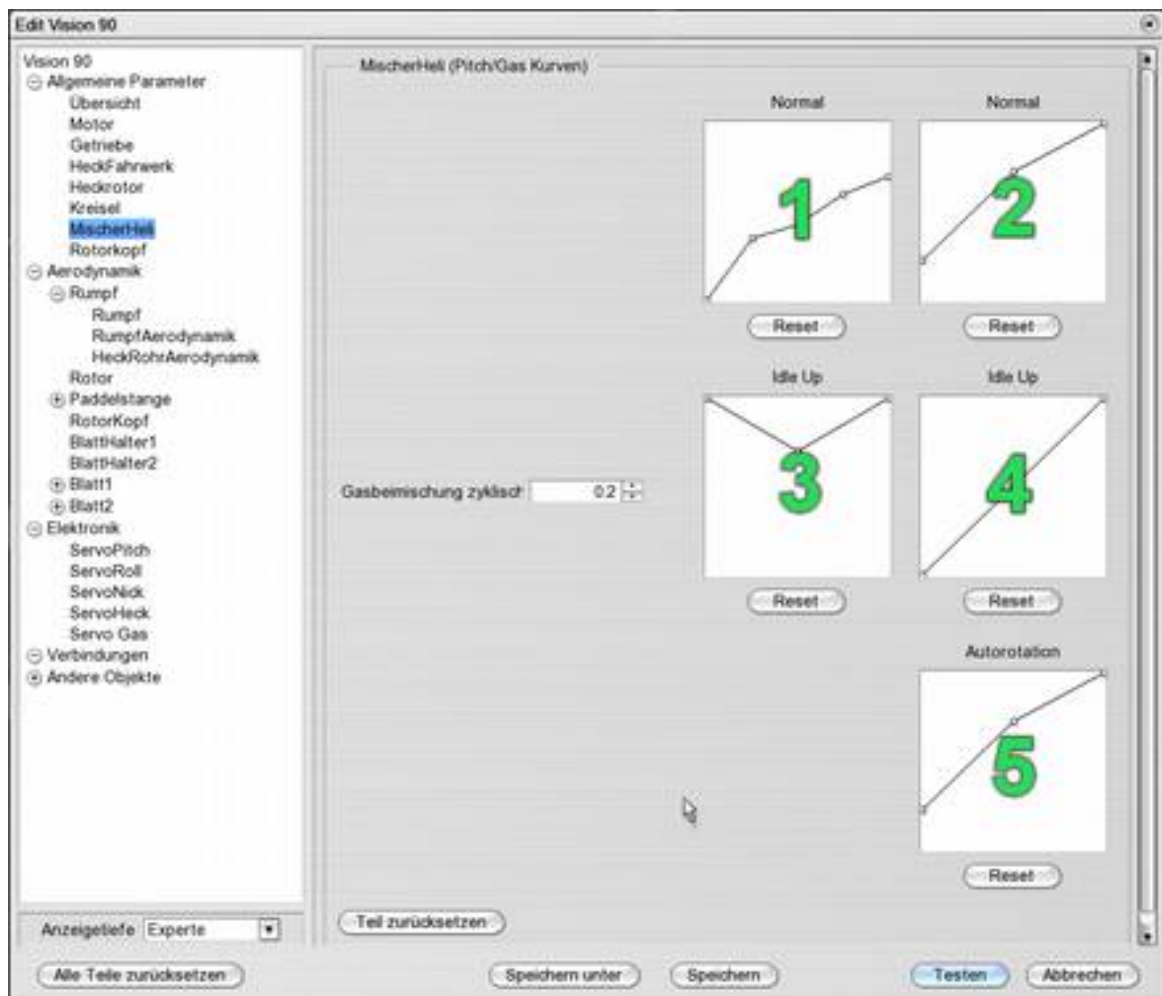 Edit Vision 90
Vision 90
Allgemeine Parameter
Übersicht
Motor
Getriebe
HeckFahrwerk
Heckrotor
Kreisel
MischerHeli
Rotorkopf
Aerodynamik
Rumpf
Rumpf
RumpfAerodynamik
HeckRohrAerodynamik
Rotor
Paddelstange
RotorKopf
BlattHalter1
BlattHalter2
Blatt1
Blatt2
Elektronik
ServoPitch
ServoRoll
ServoNick
ServoHeck
Servo Gas
Verbindungen
Andere Objekte
Anzeigetiefe Experte
MischerHeli (Pitch/Gas Kurven)
Normal Normal
1 2
Reset Reset
Idle Up Idle Up
3 4
Gasbeimischung zyklisch 0.2
Reset Reset
Autorotation
5
Reset
Teil zurücksetzen
Alle Teile zurücksetzen Speichern unter Speichern Testen Abbrechen